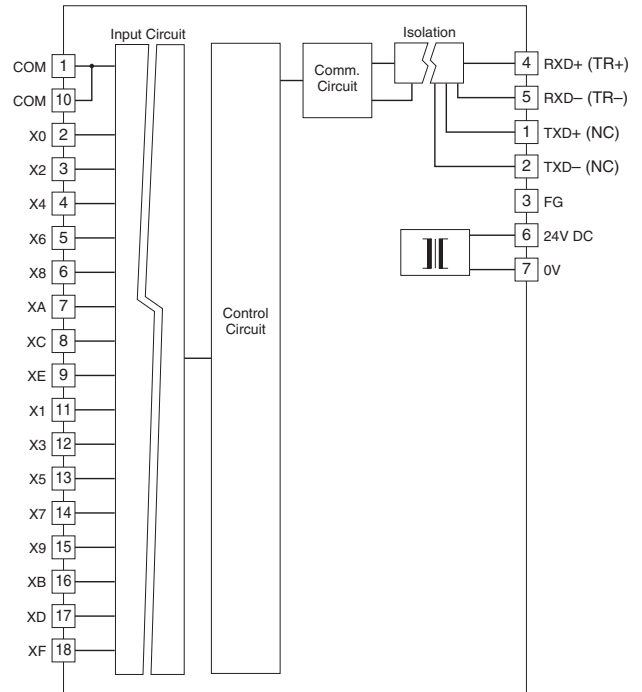 Input Circuit
Isolation
COM 1
COM 10
X0 2
X2 3
X4 4
X6 5
X8 6
XA 7
XC 8
XE 9
X1 11
X3 12
X5 13
X7 14
X9 15
XB 16
XD 17
XF 18
Control
Circuit
Comm.
Circuit
4 RXD+ (TR+)
5 RXD– (TR–)
1 TXD+ (NC)
2 TXD– (NC)
3 FG
6 24V DC
7 0V